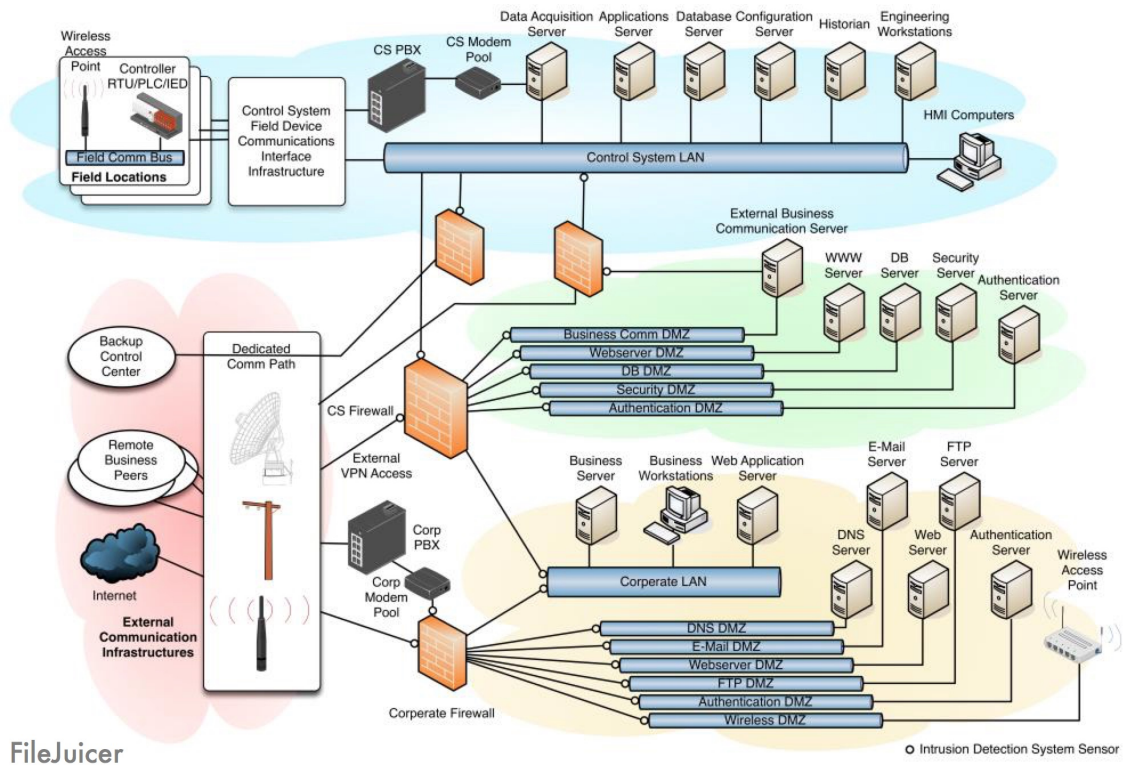 Data Acquisition
Server
Applications
Server
Database
Server
Configuration
Server
Historian
Engineering
Workstations
Wireless
Access
Point
Controller
RTU/PLC/IED
CS PBX
CS Modem
Pool
Field Comm Bus
Field Locations
Control System
Field Device
Communications
Interface
Infrastructure
Control System LAN
HMI Computers
External Business
Communication Server
WWW
Server
DB
Server
Security
Server
Authentication
Server
Business Comm DMZ
Webserver DMZ
DB DMZ
Security DMZ
Authentication DMZ
Backup
Control
Center
Dedicated
Comm Path
CS Firewall
External
VPN Access
Remote
Business
Peers
Internet
External
Communication
Infrastructures
Corp
PBX
Corp
Modem
Pool
Business
Server
Business
Workstations
Web Application
Server
E-Mail
Server
FTP
Server
DNS
Server
Web
Server
Authentication
Server
Wireless
Access
Point
Corperate LAN
DNS DMZ
E-Mail DMZ
Webserver DMZ
FTP DMZ
Authentication DMZ
Wireless DMZ
Corperate Firewall
Intrusion Detection System Sensor
FileJuicer